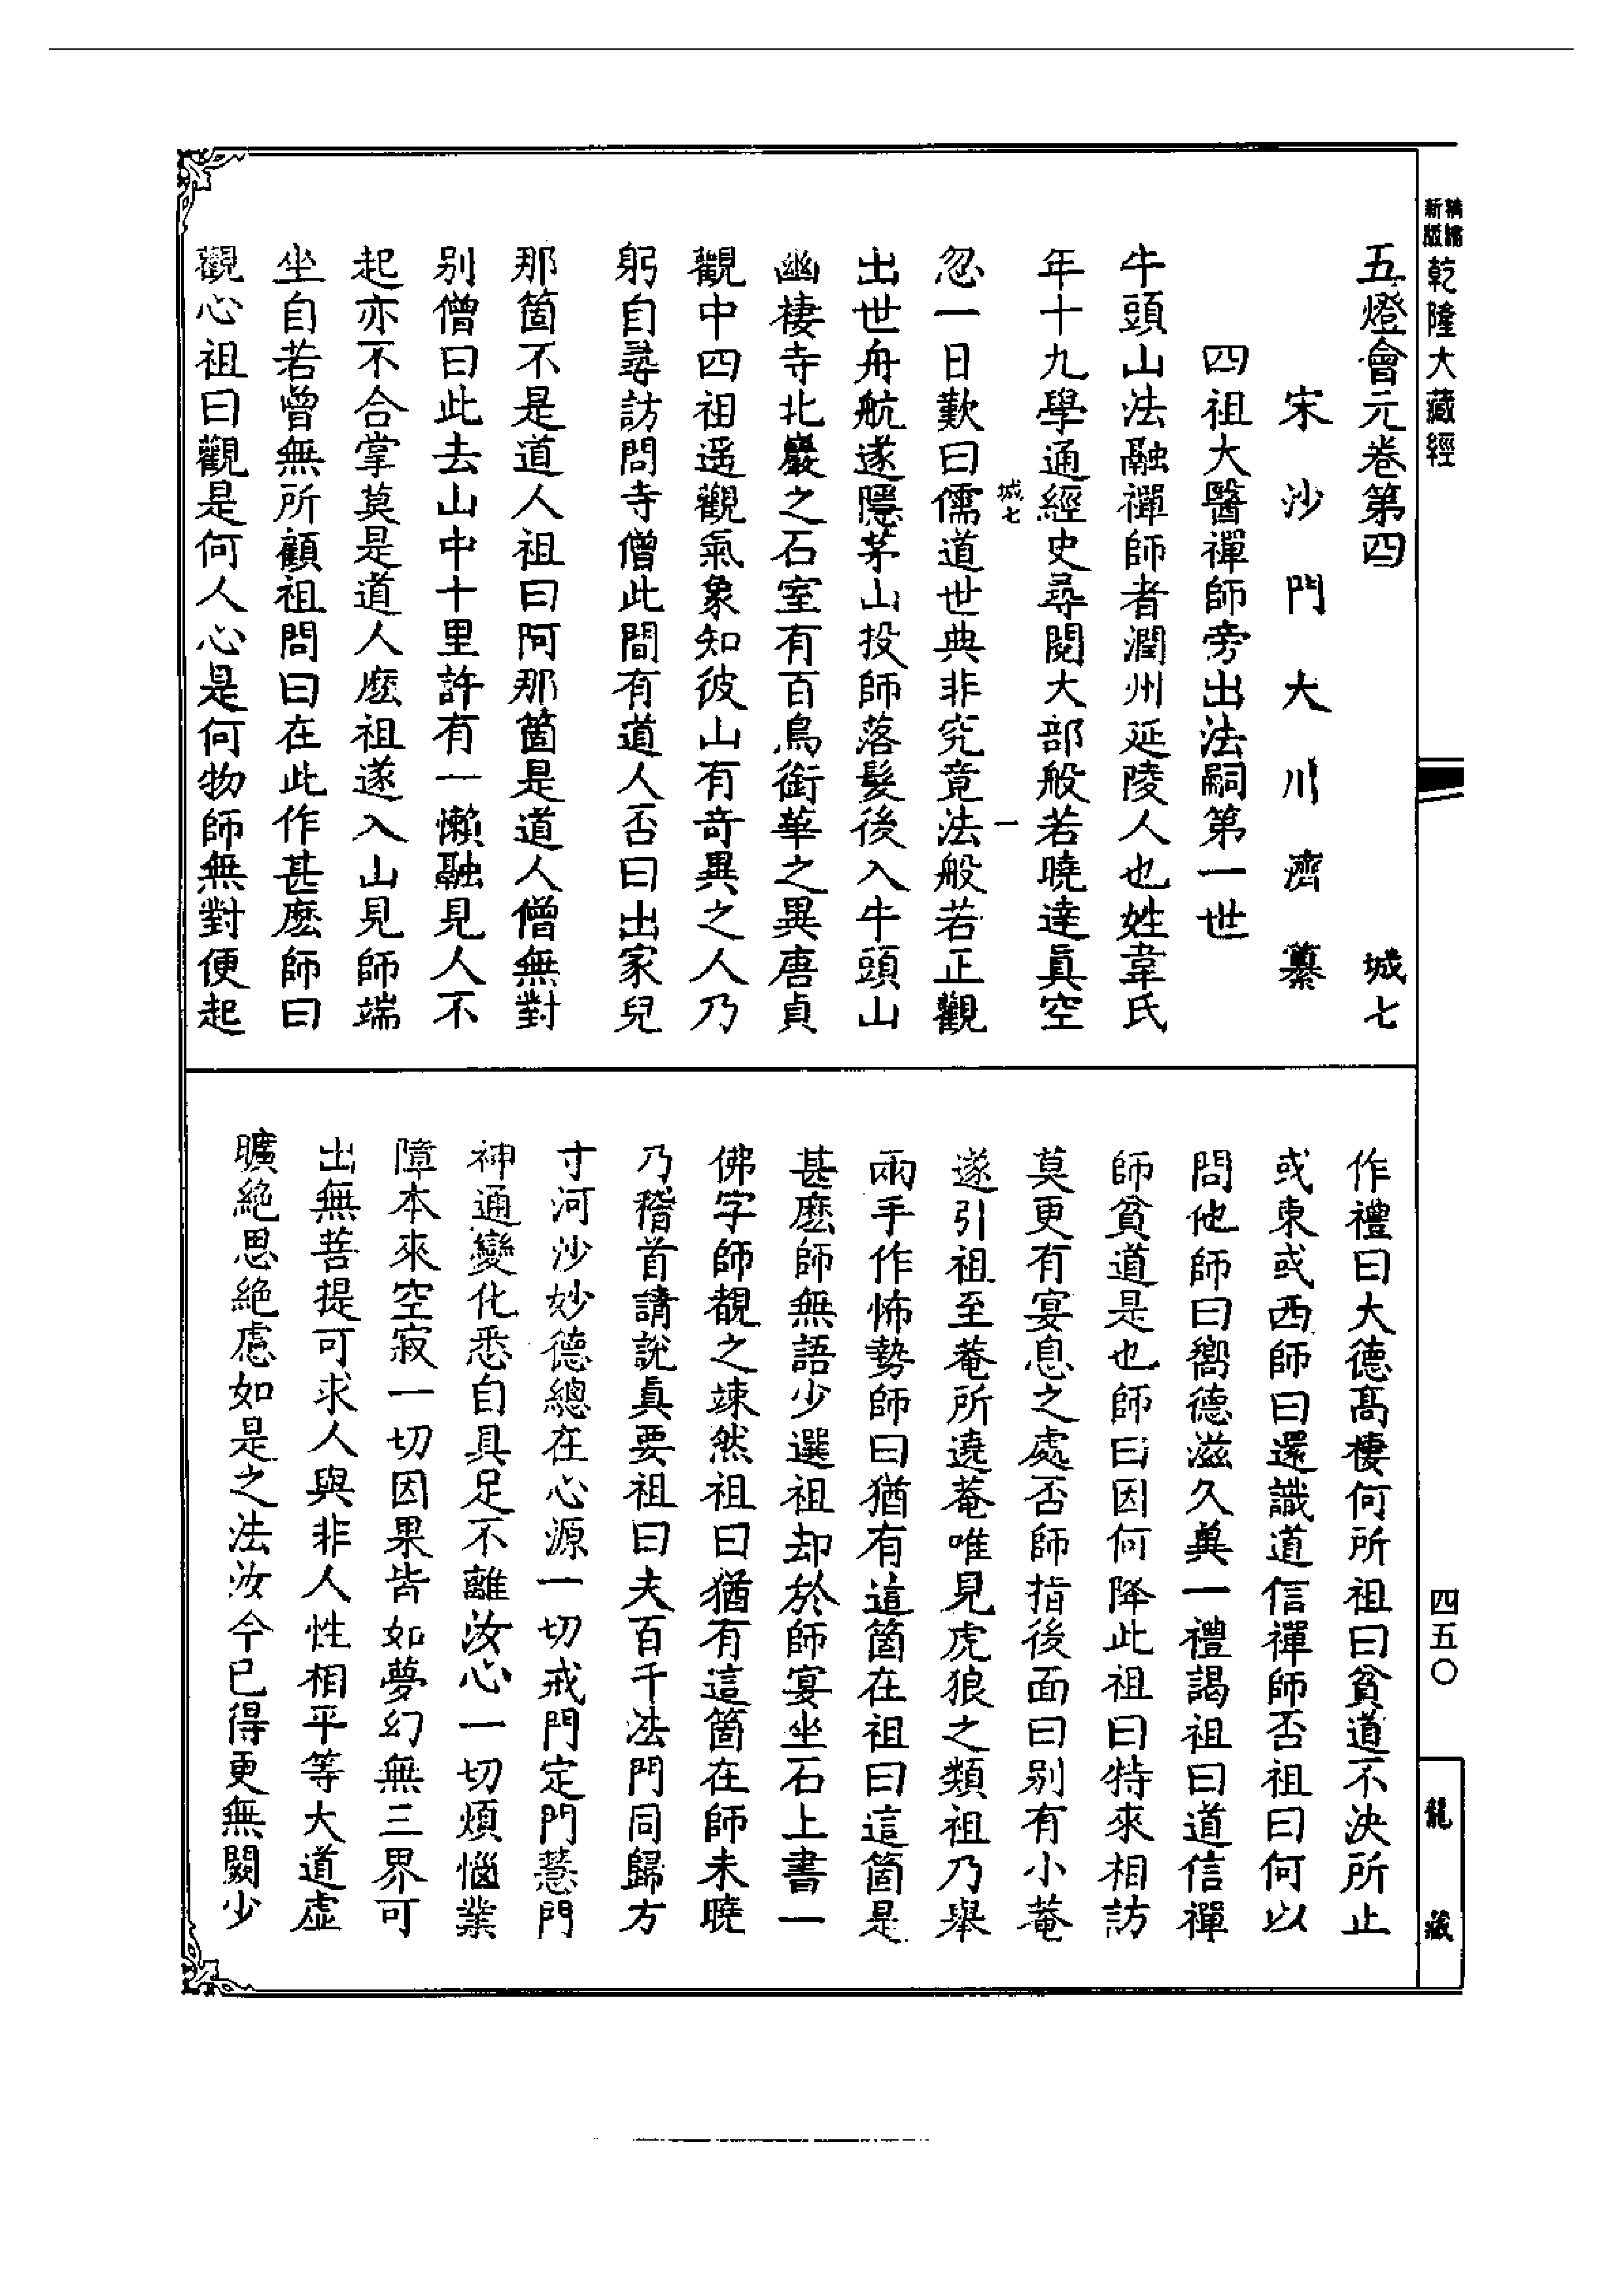 五燈會元卷第四 城七
宋沙門大川濟纂
四祖大醫禪師旁出法嗣第一世
牛頭山法融禪師者潤州延陵人也姓韋氏
年十九學通經史尋閱大部般若曉達眞空
城七 一
忽一日歎曰儒道世典非究竟法般若正觀
出世舟航遂隱茅山投師落髮後入牛頭山
幽棲寺北巖之石室有百鳥銜華之異唐貞
觀中四祖遥觀氣象知彼山有奇異之人乃
躬自尋訪問寺僧此間有道人否曰出家兒
那箇不是道人祖曰阿那箇是道人僧無對
別僧曰此去山中十里許有一懶融見人不
起亦不合掌莫是道人麽祖遂入山見師端
坐自若曾無所顧祖問曰在此作甚麽師曰
觀心祖曰觀是何人心是何物師無對便起
作禮曰大德高棲何所祖曰貧道不決所止
或東或西師曰還識道信禪師否祖曰何以
問他師曰嚮德滋久冀一禮謁祖曰道信禪
師貧道是也師曰因何降此祖曰特來相訪
莫更有宴息之處否師指後面曰別有小菴
遂引祖至菴所遶菴唯見虎狼之類祖乃舉
兩手作怖勢師曰猶有這箇在祖曰這箇是
甚麽師無語少選祖却於師宴坐石上書一
佛字師覩之竦然祖曰猶有這箇在師未曉
乃稽首請說眞要祖曰夫百千法門同歸方
寸河沙妙德總在心源一切戒門定門慧門
神通變化悉自具足不離汝心一切煩惱業
障本來空寂一切因果皆如夢幻無三界可
出無菩提可求人與非人性相平等大道虛
曠絕思絕慮如是之法汝今已得更無闕少
新版精縮乾隆大藏經
四五〇
龍藏